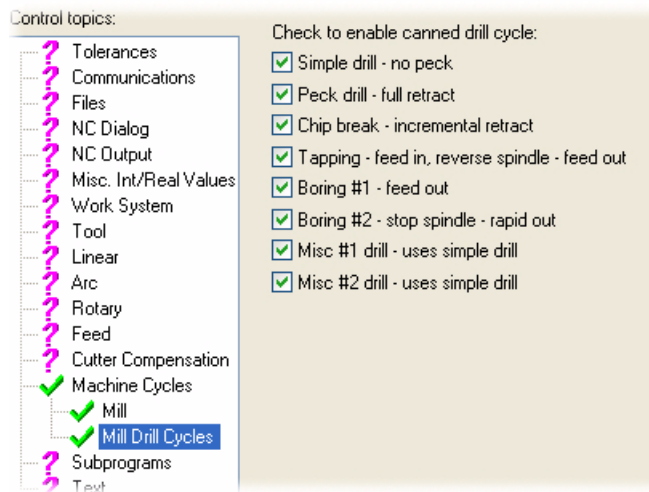 Control topics:
Tolerances
Communications
Files
NC Dialog
NC Output
Misc. Int/Real Values
Work System
Tool
Linear
Arc
Rotary
Feed
Cutter Compensation
Machine Cycles
Mill
Mill Drill Cycles
Subprograms
Text
Check to enable canned drill cycle:
Simple drill - no peck
Peck drill - full retract
Chip break - incremental retract
Tapping - feed in, reverse spindle - feed out
Boring #1 - feed out
Boring #2 - stop spindle - rapid out
Misc #1 drill - uses simple drill
Misc #2 drill - uses simple drill